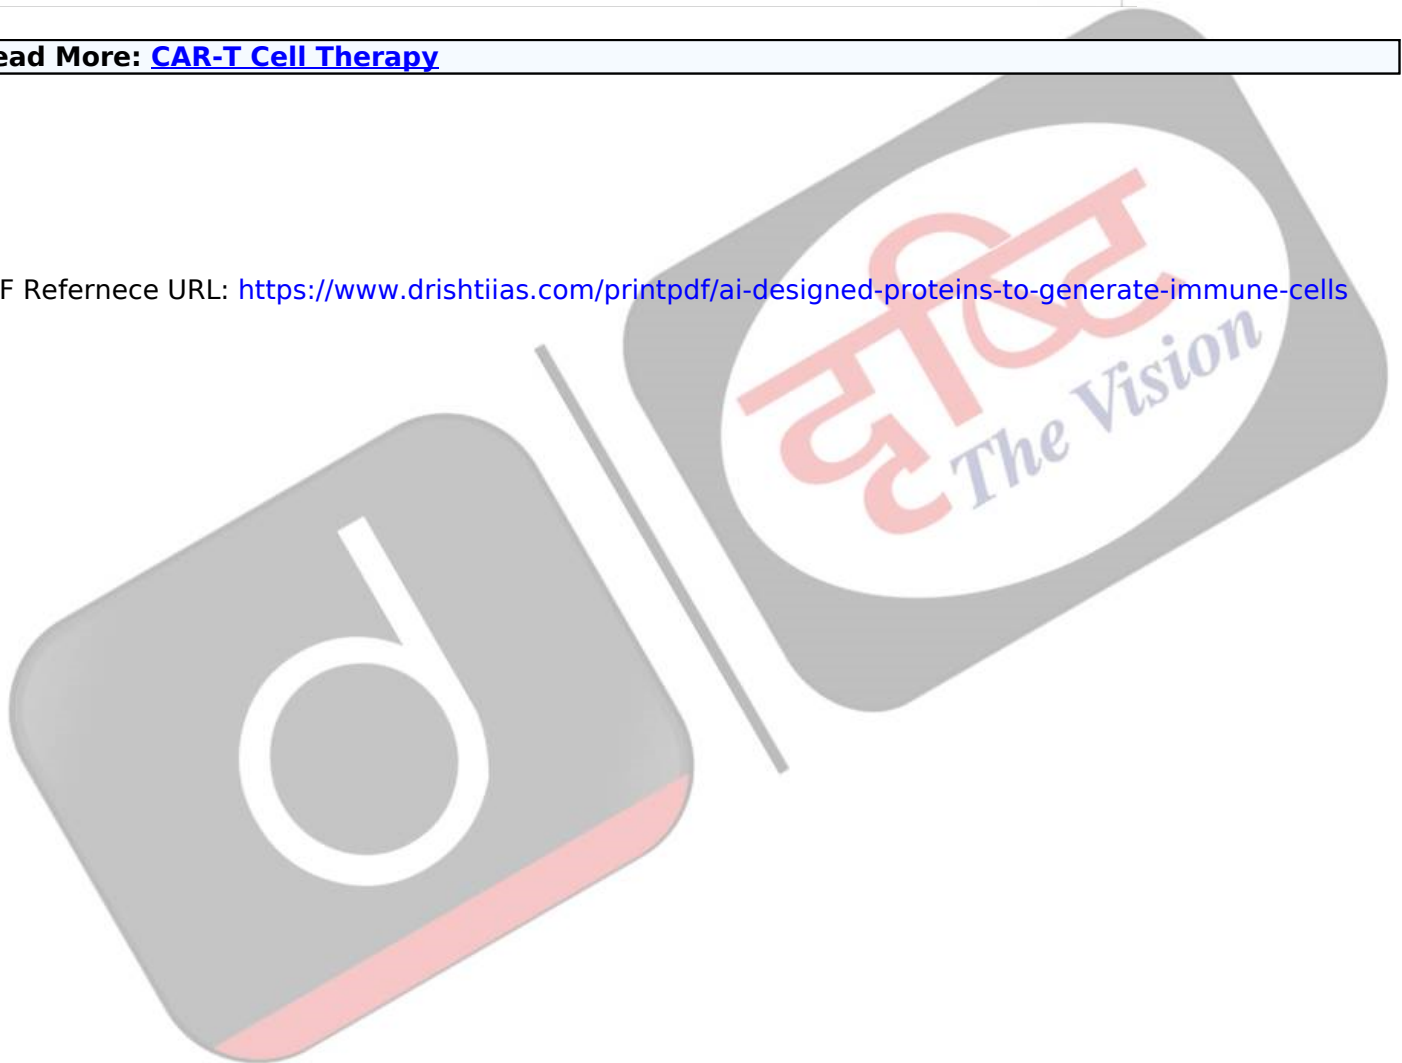 ead More: CAR-T Cell Therapy
F Refernece URL: https://www.drishtiias.com/printpdf/ai-designed-proteins-to-generate-immune-cells
दृष्टि
The Vision
d